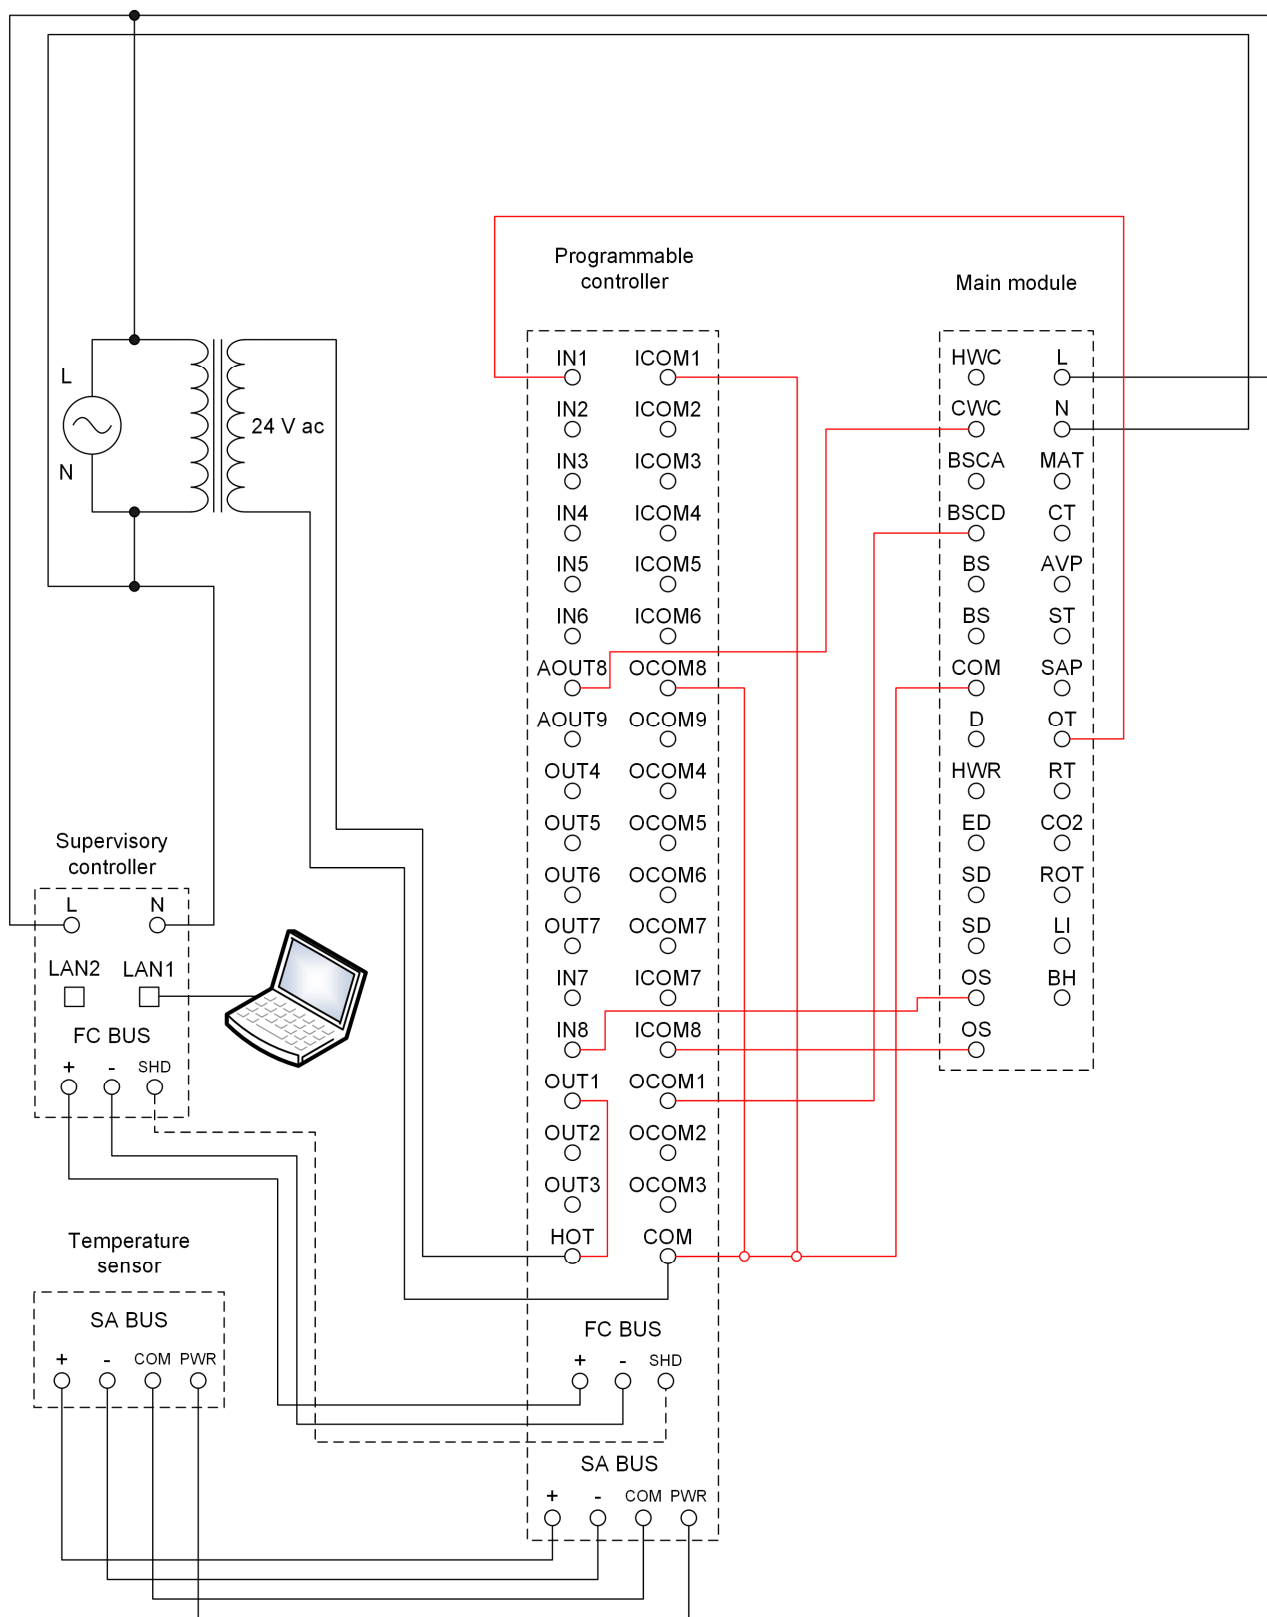 Programmable
controller
Main module
L
N
24 V ac
IN1 ICOM1
IN2 ICOM2
IN3 ICOM3
IN4 ICOM4
IN5 ICOM5
IN6 ICOM6
AOUT8 OCOM8
AOUT9 OCOM9
OUT4 OCOM4
OUT5 OCOM5
OUT6 OCOM6
OUT7 OCOM7
IN7 ICOM7
IN8 ICOM8
OUT1 OCOM1
OUT2 OCOM2
OUT3 OCOM3
HOT COM
FC BUS
+ - SHD
SA BUS
+ - COM PWR
HWC L
CWC N
BSCA MAT
BSCD CT
BS AVP
BS ST
COM SAP
D OT
HWR RT
ED CO2
SD ROT
SD LI
OS BH
OS
Supervisory
controller
L N
LAN2 LAN1
FC BUS
+ - SHD
Temperature
sensor
SA BUS
+ - COM PWR